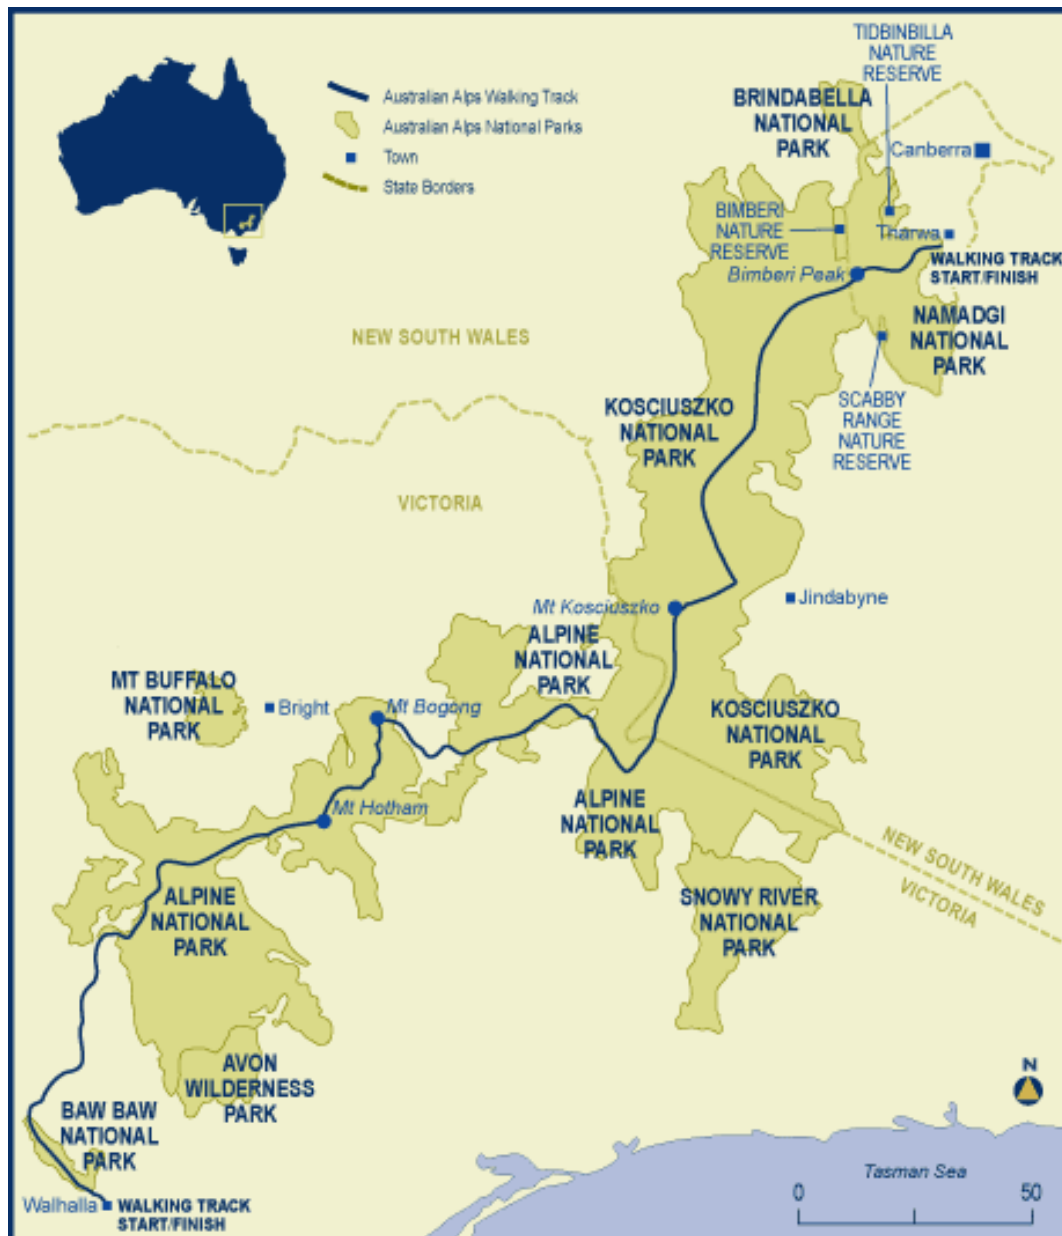 TIDBINBILLA
NATURE
RESERVE
Australian Alps Walking Track
Australian Alps National Parks
Town
State Borders
BRINDABELLA
NATIONAL
PARK
Canberra
BIMBERI
NATURE
RESERVE
Tharwa
WALKING TRACK
START/FINISH
Bimberi Peak
NAMADGI
NATIONAL
PARK
NEW SOUTH WALES
SCABBY
RANGE
NATURE
RESERVE
KOSCIUSZKO
NATIONAL
PARK
VICTORIA
Jindabyne
Mt Kosciuszko
ALPINE
NATIONAL
PARK
MT BUFFALO
NATIONAL
PARK
Bright
Mt Bogong
KOSCIUSZKO
NATIONAL
PARK
Mt Hotham
ALPINE
NATIONAL
PARK
NEW SOUTH WALES
VICTORIA
ALPINE
NATIONAL
PARK
SNOWY RIVER
NATIONAL
PARK
AVON
WILDERNESS
PARK
N
BAW BAW
NATIONAL
PARK
Tasman Sea
0 50
Walhalla
WALKING TRACK
START/FINISH